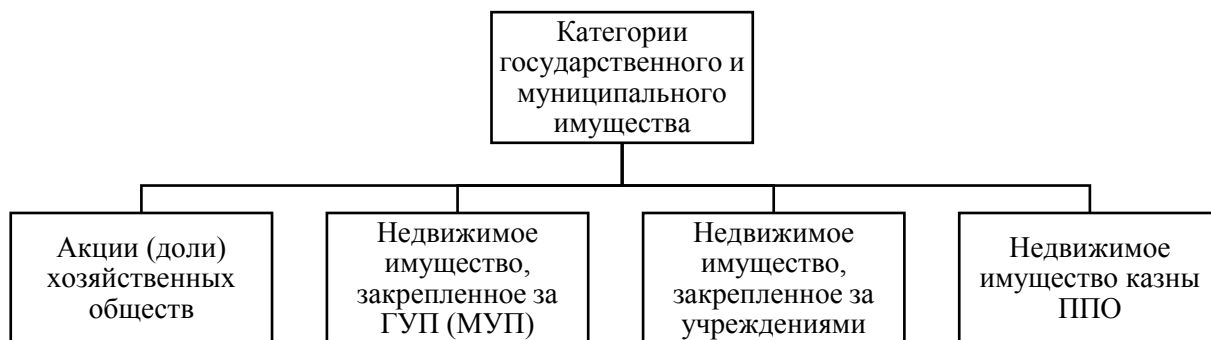 Категории
государственного и
муниципального
имущества
Акции (доли)
хозяйственных
обществ
Недвижимое
имущество,
закрепленное за
ГУП (МУП)
Недвижимое
имущество,
закрепленное за
учреждениями
Недвижимое
имущество казны
ППО